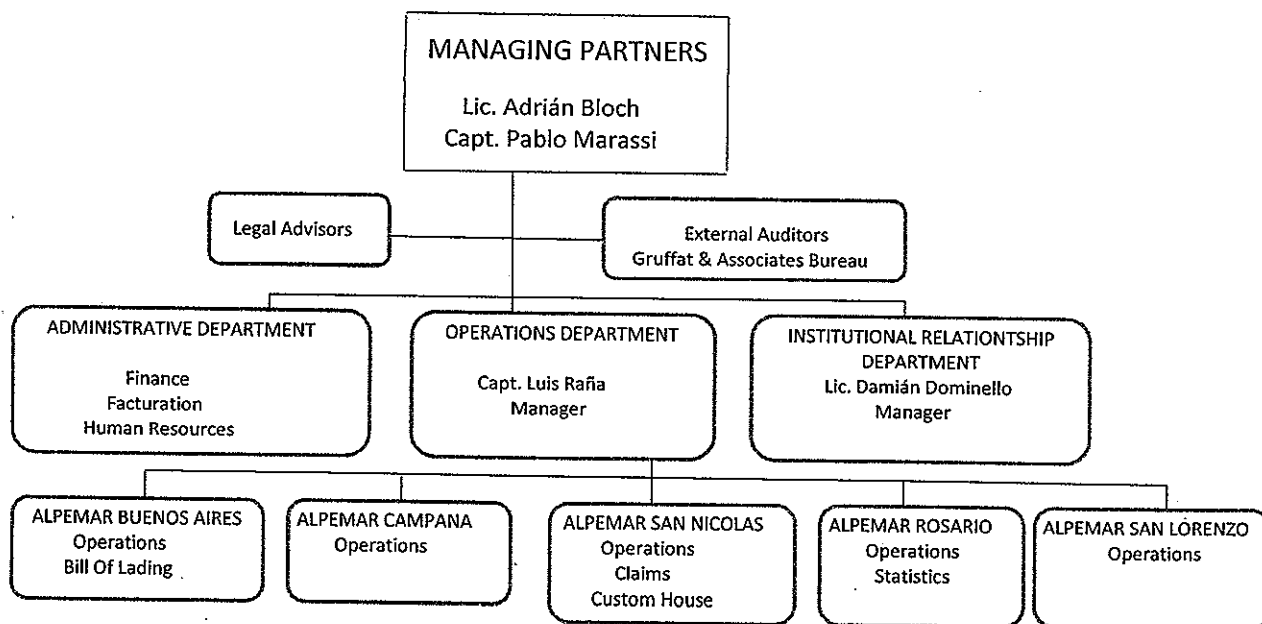 MANAGING PARTNERS
Lic. Adrián Bloch
Capt. Pablo Marassi
Legal Advisors
External Auditors
Gruffat & Associates Bureau
ADMINISTRATIVE DEPARTMENT
Finance
Facturation
Human Resources
OPERATIONS DEPARTMENT
Capt. Luis Raña
Manager
INSTITUTIONAL RELATIONTSHIP
DEPARTMENT
Lic. Damián Dominello
Manager
ALPEMAR BUENOS AIRES
Operations
Bill Of Lading
ALPEMAR CAMPANA
Operations
ALPEMAR SAN NICOLAS
Operations
Claims
Custom House
ALPEMAR ROSARIO
Operations
Statistics
ALPEMAR SAN LORENZO
Operations